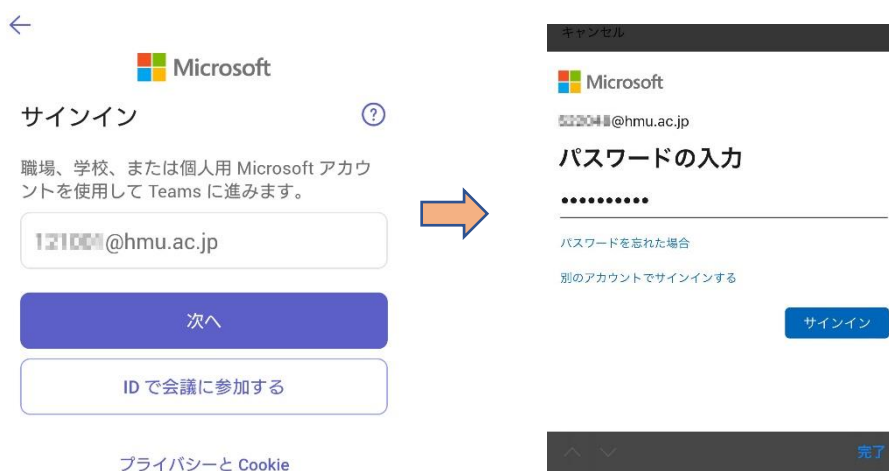 Microsoft
サインイン
職場、学校、または個人用 Microsoft アカウ
ントを使用して Teams に進みます。
@hmu.ac.jp
次へ
ID で会議に参加する
プライバシーと Cookie
キャンセル
Microsoft
@hmu.ac.jp
パスワードの入力
••••••••••
パスワードを忘れた場合
別のアカウントでサインインする
サインイン
完了